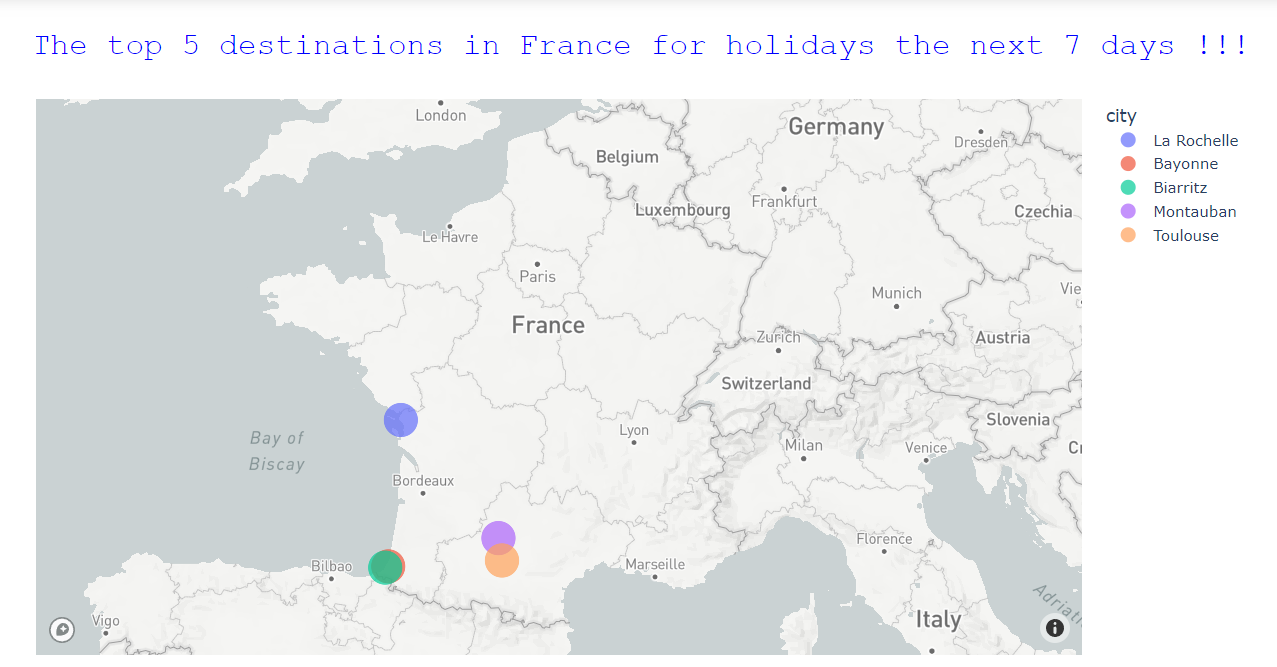 The top 5 destinations in France for holidays the next 7 days !!!
city
La Rochelle
Bayonne
Biarritz
Montauban
Toulouse
London
Germany
Belgium
Dresden
Luxembourg
Frankfurt
Czechia
Le Havre
Paris
Munich
Vie
France
Zurich
Austria
Switzerland
Slovenia
Lyon
Bay of
Biscay
Milan
Venice
Cr
Bordeaux
Florence
Bilbao
Marseille
Adriati
Vigo
Italy